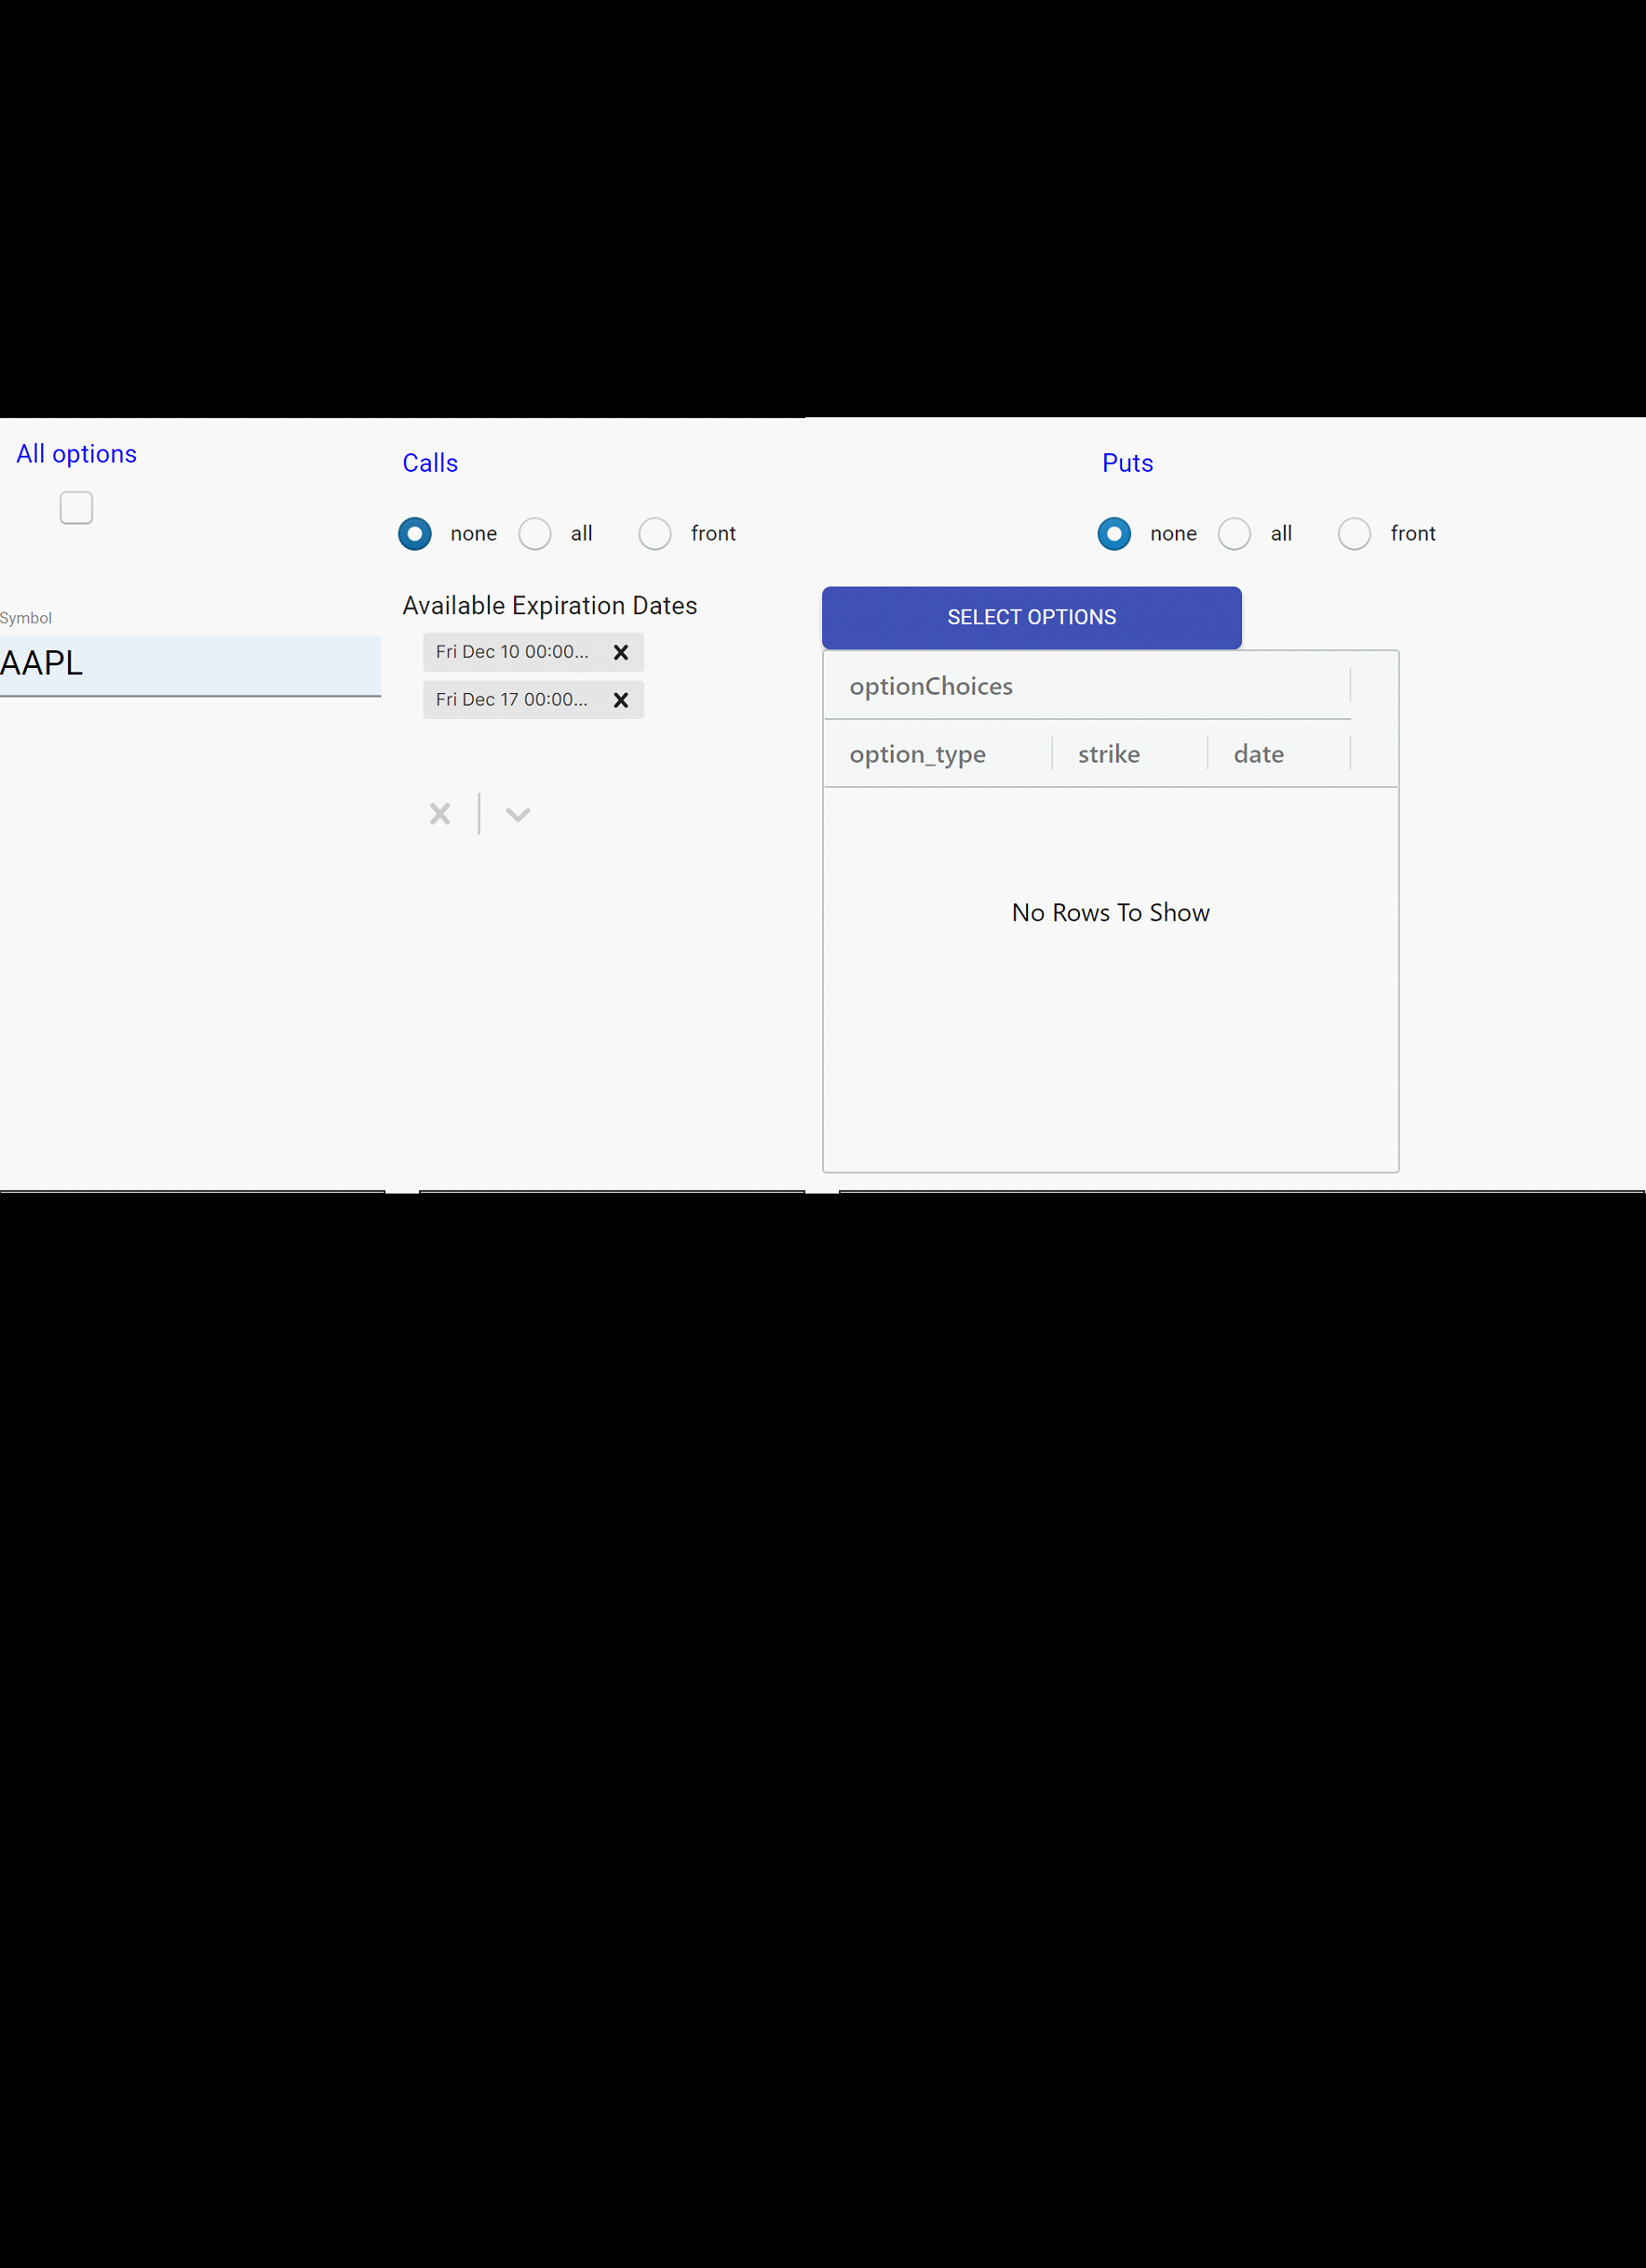 All options
Calls
none all front
Puts
none all front
Symbol
AAPL
Available Expiration Dates
Fri Dec 10 00:00...
Fri Dec 17 00:00...
SELECT OPTIONS
optionChoices
option_type strike date
No Rows To Show